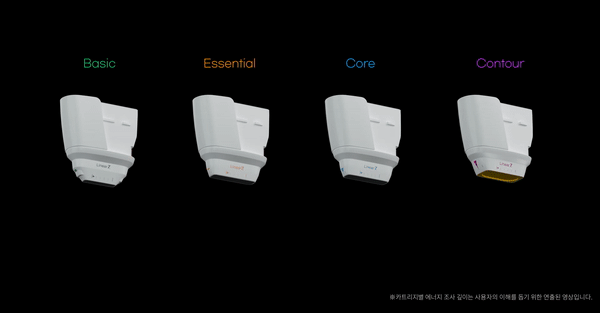 Basic Essential Core Contour
※카트리지별 에너지 조사 깊이는 사용자의 이해를 돕기 위한 연출된 영상입니다.